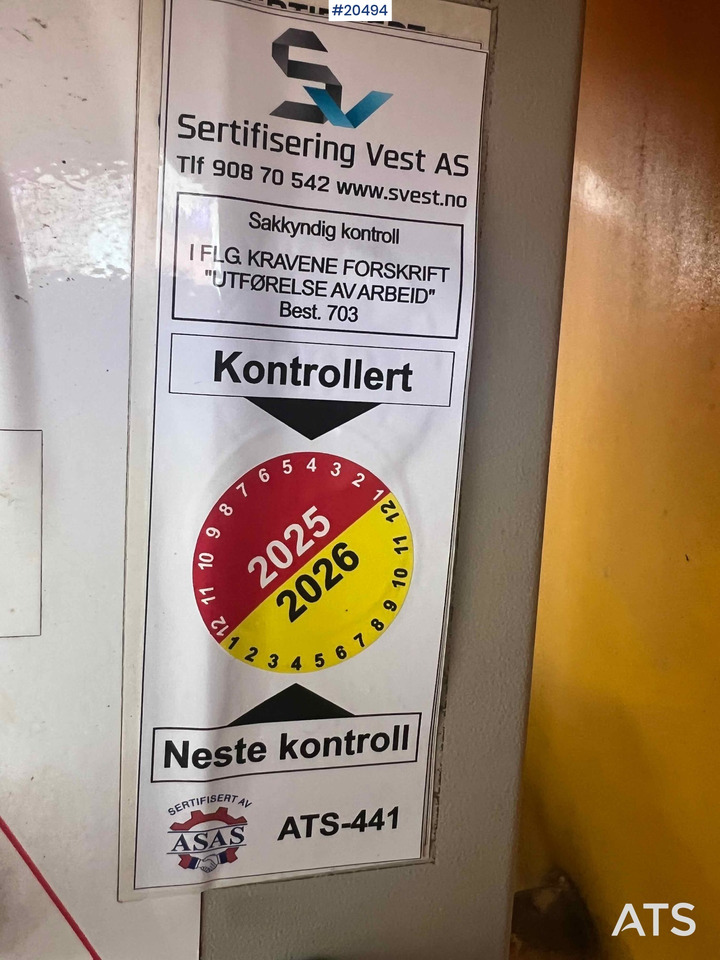 #20494
SV
Sertifisering Vest AS
Tlf 908 70 542 www.svest.no
Sakkyndig kontroll
I FLG. KRAVENE FORSKRIFT
"UTFØRELSE AV ARBEID"
Best. 703
Kontrollert
12 11 10 9 8 7 6 5 4 3 2 1
2025
2026
1 2 3 4 5 6 7 8 9 10 11 12
Neste kontroll
SERTIFISERT AV
ASAS
ATS-441
ATS